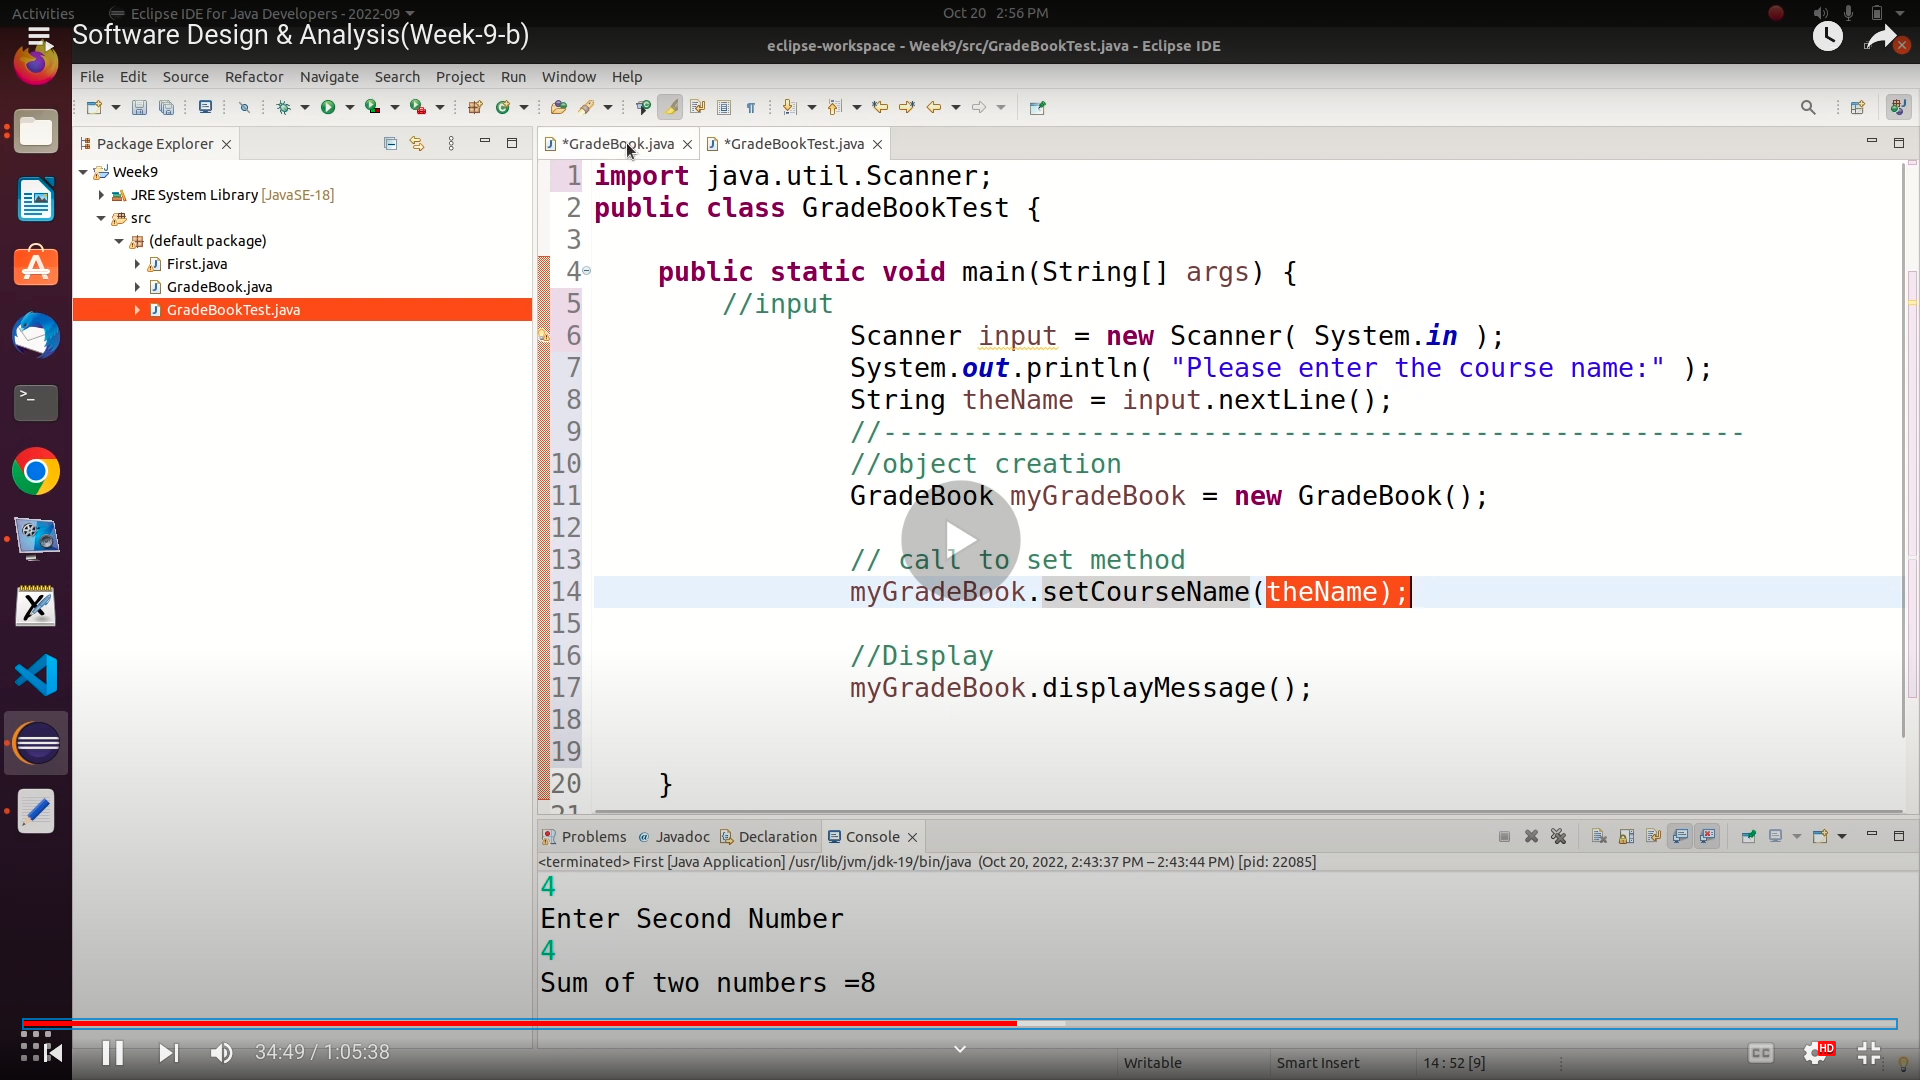 Activities
Eclipse IDE for Java Developers - 2022-09
Oct 20 2:56 PM
Software Design & Analysis(Week-9-b)
eclipse-workspace - Week9/src/GradeBookTest.java - Eclipse IDE
File Edit Source Refactor Navigate Search Project Run Window Help
Package Explorer
*GradeBook.java
*GradeBookTest.java
Week9
JRE System Library [JavaSE-18]
src
(default package)
First.java
GradeBook.java
GradeBookTest.java
1 import java.util.Scanner;
2 public class GradeBookTest {
3
4 public static void main(String[] args) {
5 //input
6 Scanner input = new Scanner( System.in );
7 System.out.println( "Please enter the course name:" );
8 String theName = input.nextLine();
9 //------------------------------------------------------
10 //object creation
11 GradeBook myGradeBook = new GradeBook();
12
13 // call to set method
14 myGradeBook.setCourseName(theName);
15
16 //Display
17 myGradeBook.displayMessage();
18
19
20 }
21
Problems @ Javadoc Declaration Console
<terminated> First [Java Application] /usr/lib/jvm/jdk-19/bin/java (Oct 20, 2022, 2:43:37 PM – 2:43:44 PM) [pid: 22085]
4
Enter Second Number
4
Sum of two numbers =8
34:49 / 1:05:38
CC
HD
Writable
Smart Insert
14 : 52 [9]